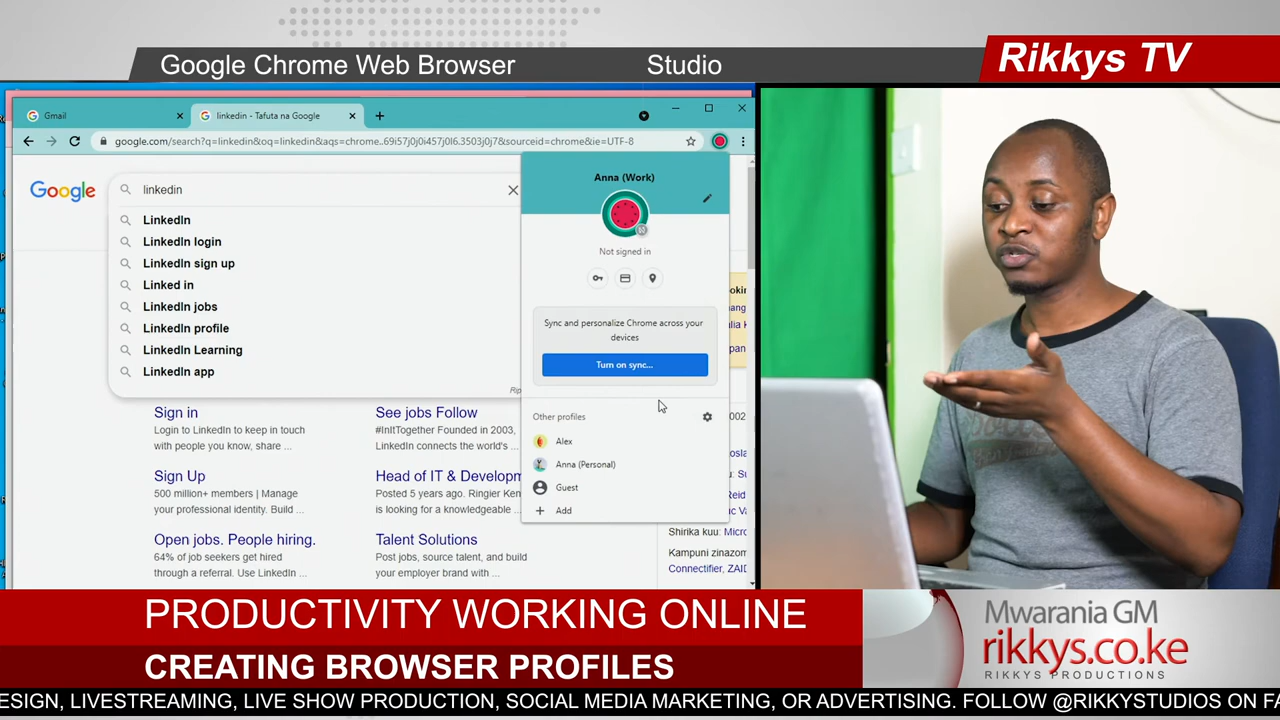 Google Chrome Web Browser
Studio
Rikkys TV
Gmail
linkedin - Tafuta na Google
google.com/search?q=linkedin&oq=linkedin&aqs=chrome..69i57j0j0i457j0l6.3503j0j7&sourceid=chrome&ie=UTF-8
Google
linkedin
LinkedIn
LinkedIn login
LinkedIn sign up
Linked in
LinkedIn jobs
LinkedIn profile
LinkedIn Learning
LinkedIn app
Sign in
Login to LinkedIn to keep in touch
with people you know, share ...
See jobs Follow
#InItTogether Founded in 2003,
LinkedIn connects the world's ...
Sign Up
500 million+ members | Manage
your professional identity. Build ...
Head of IT & Developm
Posted 5 years ago. Ringier Ken
is looking for a knowledgeable ...
Open jobs. People hiring.
64% of job seekers get hired
through a referral. Use LinkedIn ...
Talent Solutions
Post jobs, source talent, and build
your employer brand with ...
Anna (Work)
Not signed in
Sync and personalize Chrome across your
devices
Turn on sync...
Other profiles
Alex
Anna (Personal)
Guest
Add
Shirika kuu: Micro
Kampuni zinazom
Connectifier, ZAID
PRODUCTIVITY WORKING ONLINE
CREATING BROWSER PROFILES
Mwarania GM
rikkys.co.ke
RIKKYS PRODUCTIONS
ESIGN, LIVESTREAMING, LIVE SHOW PRODUCTION, SOCIAL MEDIA MARKETING, OR ADVERTISING. FOLLOW @RIKKYSTUDIOS ON FA